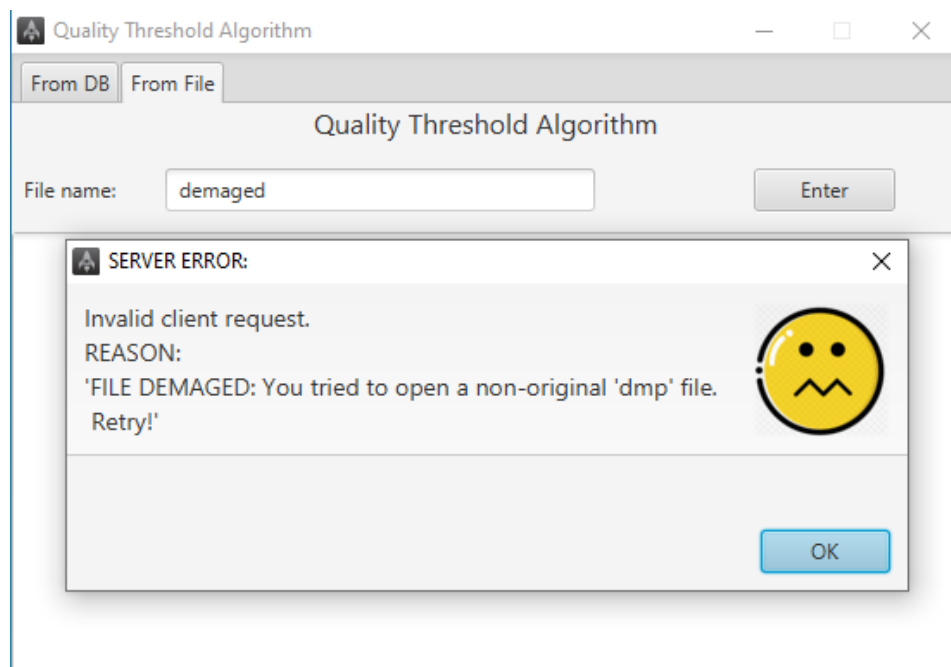 Quality Threshold Algorithm
From DB From File
Quality Threshold Algorithm
File name: demaged Enter
SERVER ERROR:
Invalid client request.
REASON:
'FILE DEMAGED: You tried to open a non-original 'dmp' file.
Retry!'
OK